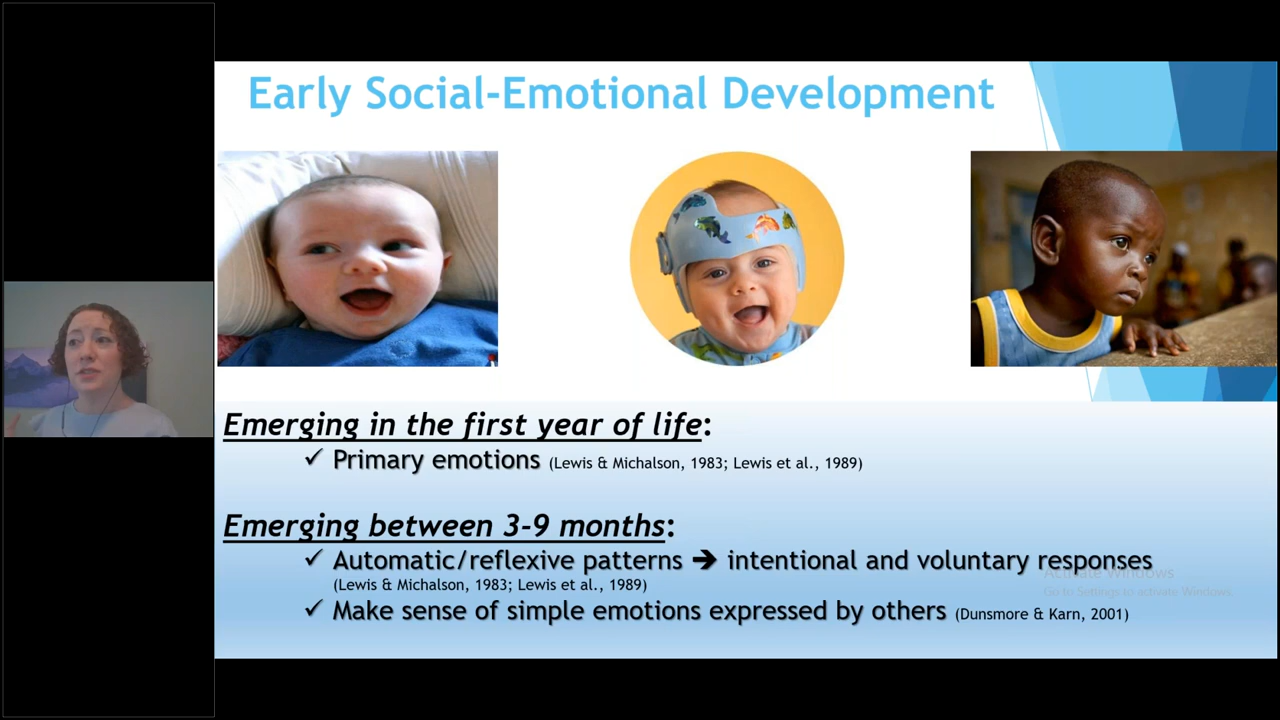 Early Social-Emotional Development
Emerging in the first year of life:
✓ Primary emotions (Lewis & Michalson, 1983; Lewis et al., 1989)
Emerging between 3-9 months:
✓ Automatic/reflexive patterns ➔ intentional and voluntary responses
(Lewis & Michalson, 1983; Lewis et al., 1989)
Activate Windows
Go to Settings to activate Windows.
✓ Make sense of simple emotions expressed by others (Dunsmore & Karn, 2001)